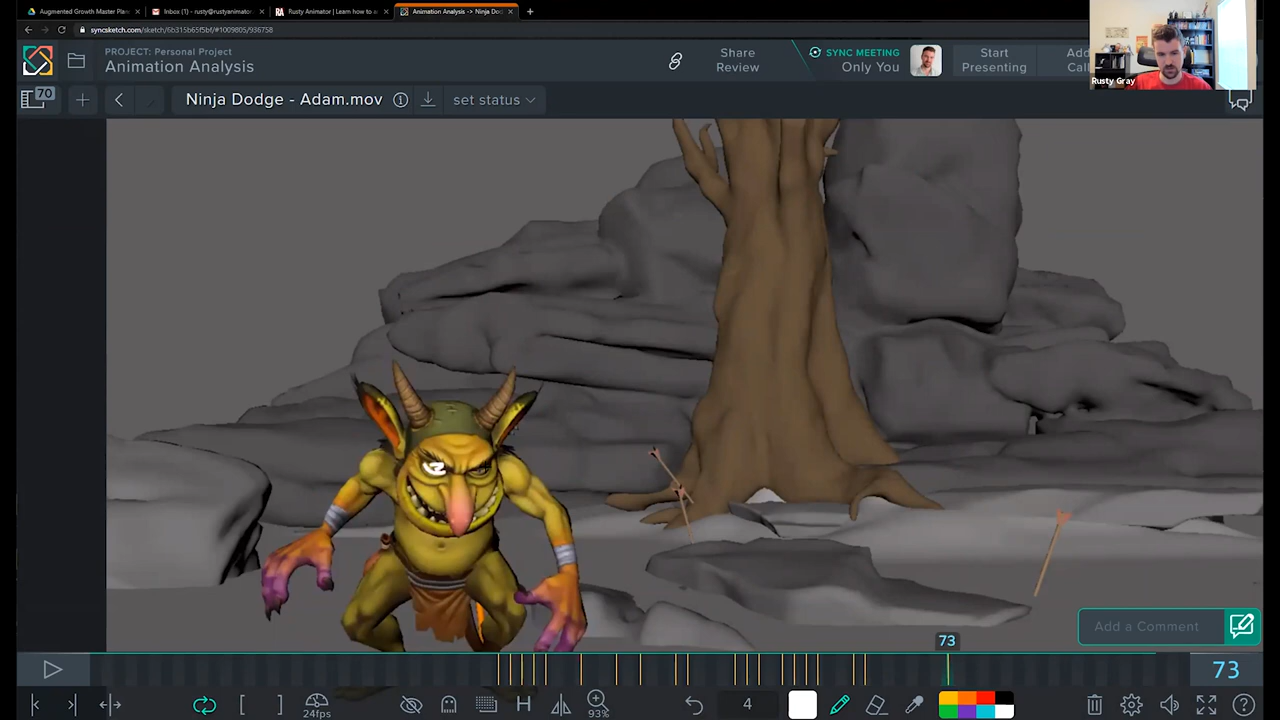 Augmented Growth Master Pla
Inbox (1) - rusty@rustyanimator
Rusty Animator | Learn how to
Animation Analysis -> Ninja Do
syncsketch.com/sketch/6b315b65f5bf/#1009805/936758
PROJECT: Personal Project
Animation Analysis
Share Review
SYNC MEETING
Only You
Start Presenting
Add
Call
Rusty Gray
70
Ninja Dodge - Adam.mov
set status
Add a Comment
73
73
24fps
H
93%
4